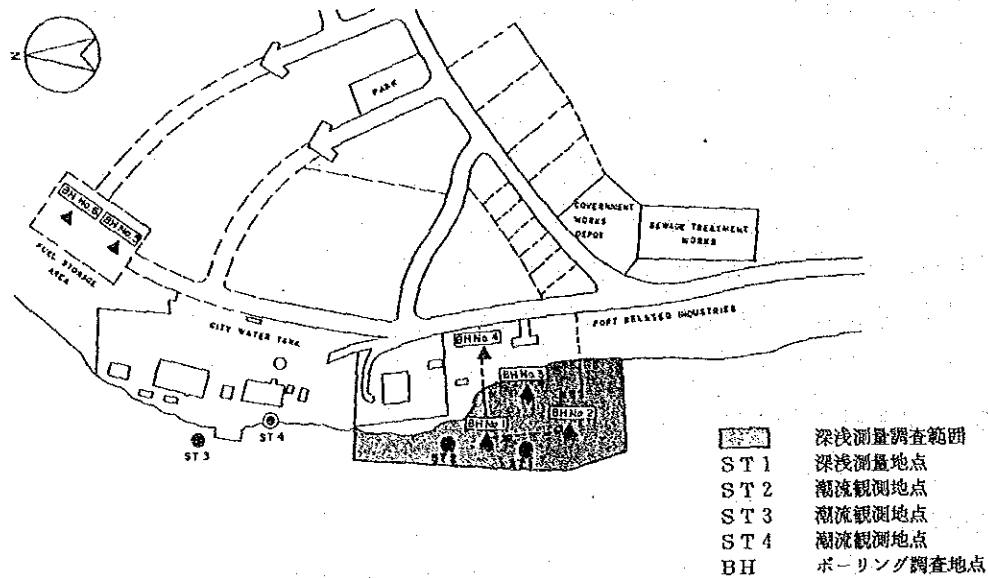 N
PARK
BH No.6
BH No.5
FUEL STORAGE
AREA
GOVERNMENT
WORKS
DEPOT
SEWAGE TREATMENT
WORKS
CITY WATER TANK
PORT RELATED INDUSTRIES
BH No 4
BH No 3
BH No 2
BH No 1
ST 3
ST 4
深浅測量調査範囲
ST1 深浅測量地点
ST2 潮流観測地点
ST3 潮流観測地点
ST4 潮流観測地点
BH ボーリング調査地点